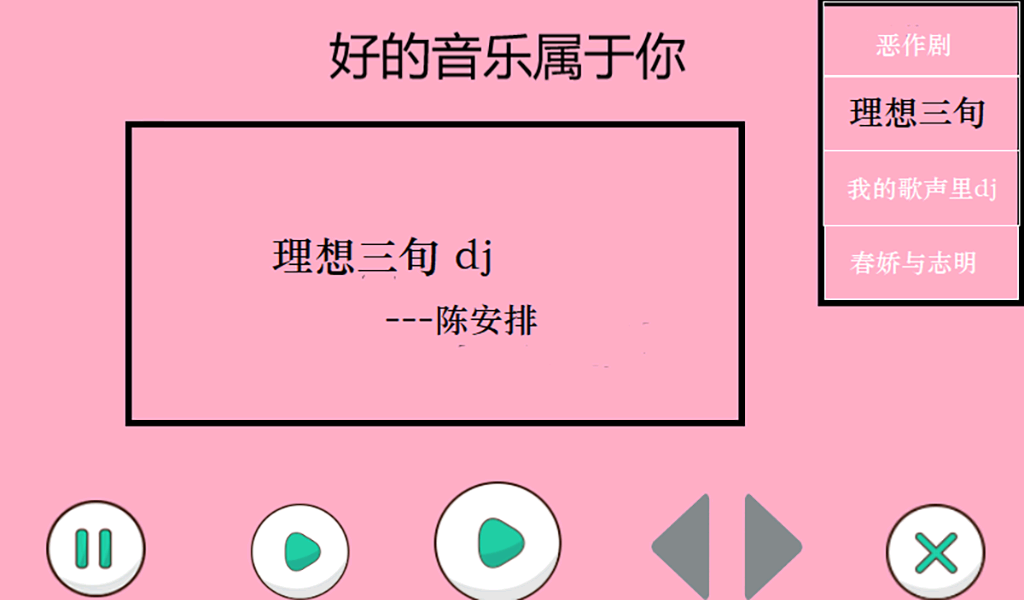 好的音乐属于你
恶作剧
理想三旬
我的歌声里dj
春娇与志明
理想三旬 dj
---陈安排